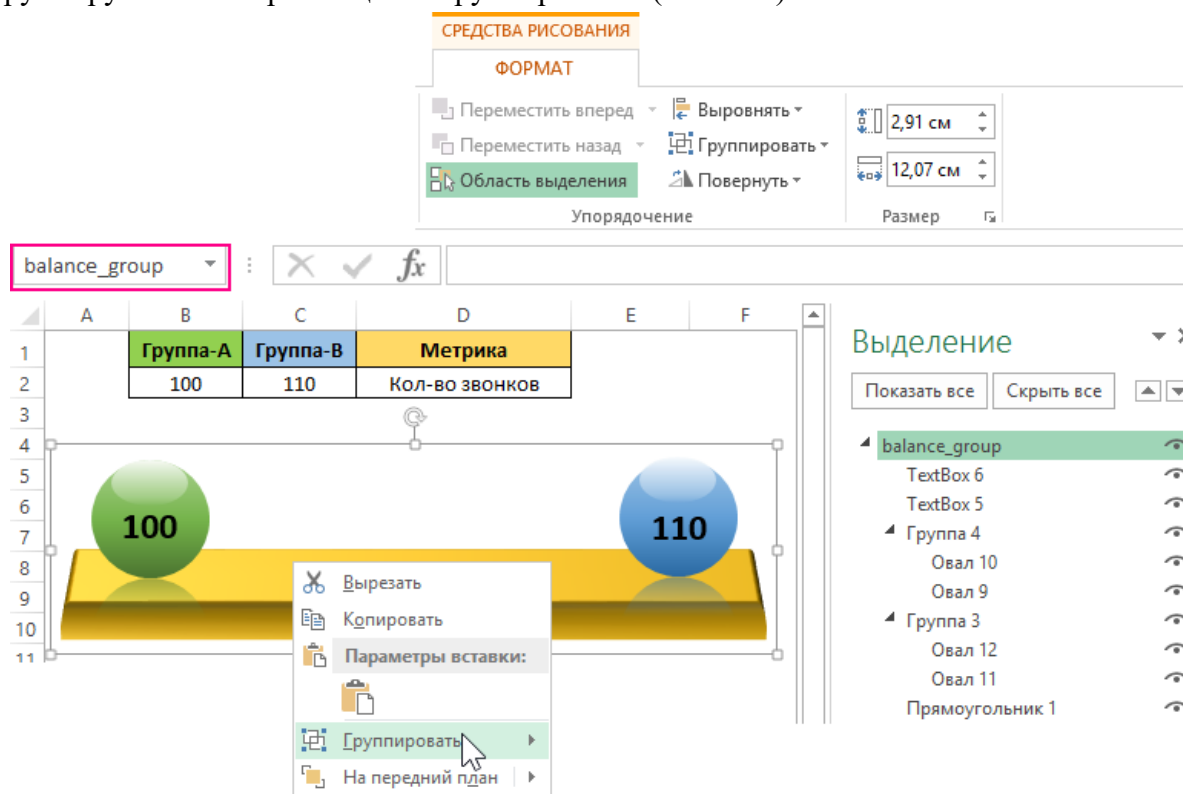 СРЕДСТВА РИСОВАНИЯ
ФОРМАТ
Переместить вперед
Выровнять
2,91 см
Переместить назад
Группировать
12,07 см
Область выделения
Повернуть
Упорядочение
Размер
balance_group
fx
A B C D E F
1 Группа-А Группа-В Метрика
2 100 110 Кол-во звонков
3
4
5
6
7
8
9
10
11
100
110
Вырезать
Копировать
Параметры вставки:
Группировать
На передний план
Выделение
Показать все
Скрыть все
balance_group
TextBox 6
TextBox 5
Группа 4
Овал 10
Овал 9
Группа 3
Овал 12
Овал 11
Прямоугольник 1